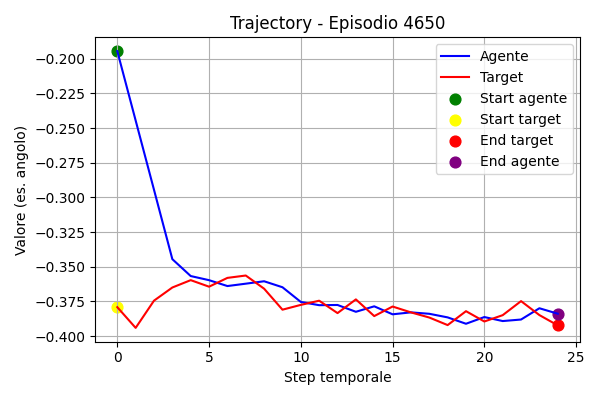 Trajectory - Episodio 4650
Valore (es. angolo)
−0.200
−0.225
−0.250
−0.275
−0.300
−0.325
−0.350
−0.375
−0.400
Agente
Target
Start agente
Start target
End target
End agente
0 5 10 15 20 25
Step temporale